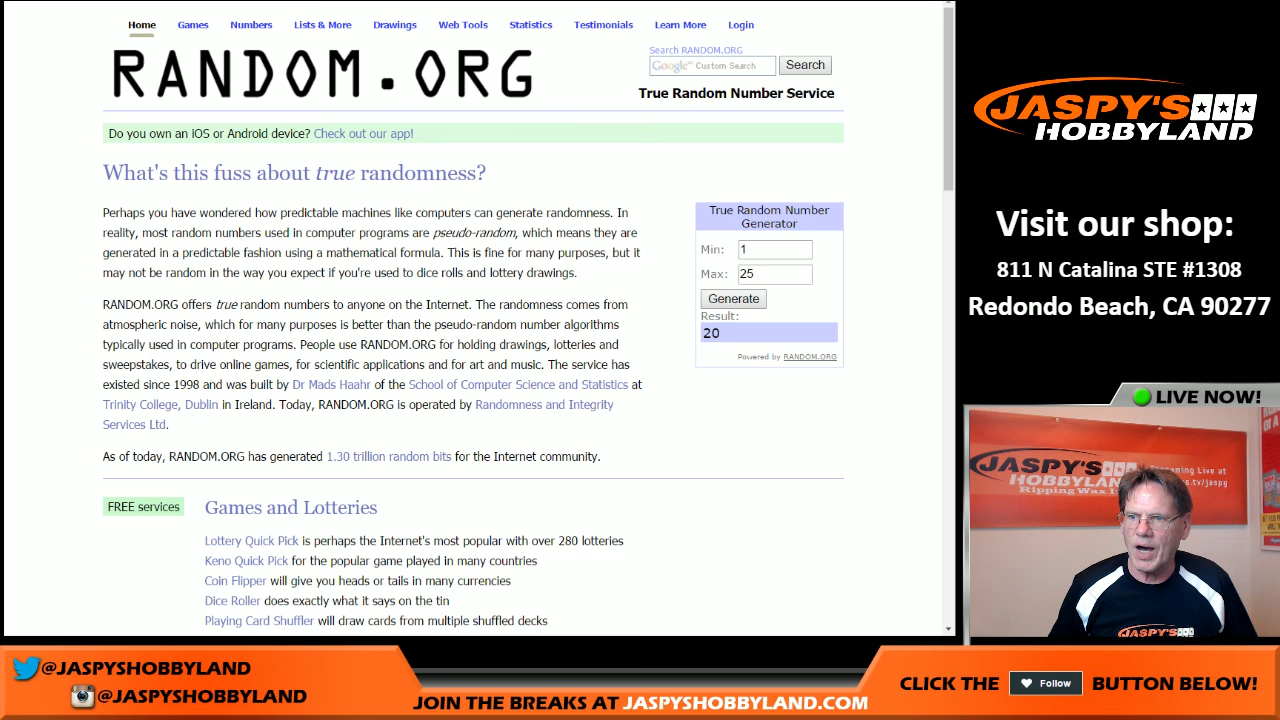 Home Games Numbers Lists & More Drawings Web Tools Statistics Testimonials Learn More Login
RANDOM.ORG
Search RANDOM.ORG
Google™ Custom Search Search
True Random Number Service
Do you own an iOS or Android device? Check out our app!
What's this fuss about true randomness?
Perhaps you have wondered how predictable machines like computers can generate randomness. In
reality, most random numbers used in computer programs are pseudo-random, which means they are
generated in a predictable fashion using a mathematical formula. This is fine for many purposes, but it
may not be random in the way you expect if you're used to dice rolls and lottery drawings.
RANDOM.ORG offers true random numbers to anyone on the Internet. The randomness comes from
atmospheric noise, which for many purposes is better than the pseudo-random number algorithms
typically used in computer programs. People use RANDOM.ORG for holding drawings, lotteries and
sweepstakes, to drive online games, for scientific applications and for art and music. The service has
existed since 1998 and was built by Dr Mads Haahr of the School of Computer Science and Statistics at
Trinity College, Dublin in Ireland. Today, RANDOM.ORG is operated by Randomness and Integrity
Services Ltd.
As of today, RANDOM.ORG has generated 1.30 trillion random bits for the Internet community.
True Random Number
Generator
Min: 1
Max: 25
Generate
Result:
20
Powered by RANDOM.ORG
FREE services
Games and Lotteries
Lottery Quick Pick is perhaps the Internet's most popular with over 280 lotteries
Keno Quick Pick for the popular game played in many countries
Coin Flipper will give you heads or tails in many currencies
Dice Roller does exactly what it says on the tin
Playing Card Shuffler will draw cards from multiple shuffled decks
JASPY'S
HOBBYLAND
Visit our shop:
811 N Catalina STE #1308
Redondo Beach, CA 90277
LIVE NOW!
JASPY'S
HOBBYLAND
Ripping Wax
Streaming Live at
.tv/jaspy
JASPY'S
@JASPYSHOBBYLAND
@JASPYSHOBBYLAND
JOIN THE BREAKS AT JASPYSHOBBYLAND.COM
CLICK THE Follow BUTTON BELOW!